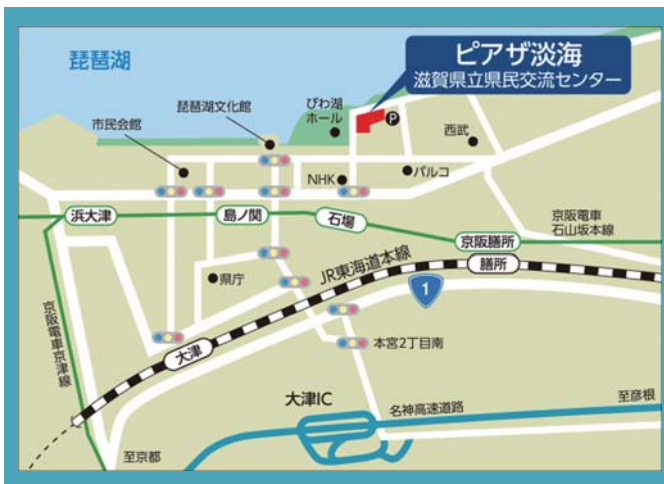 琵琶湖
ピアザ淡海
滋賀県立県民交流センター
びわ湖
ホール
琵琶湖文化館
市民会館
P
西武
NHK
パルコ
浜大津
島ノ関
石場
京阪膳所
京阪電車
石山坂本線
県庁
JR東海道本線
膳所
1
京阪電車京津線
大津
本宮2丁目南
大津IC
名神高速道路
至彦根
至京都